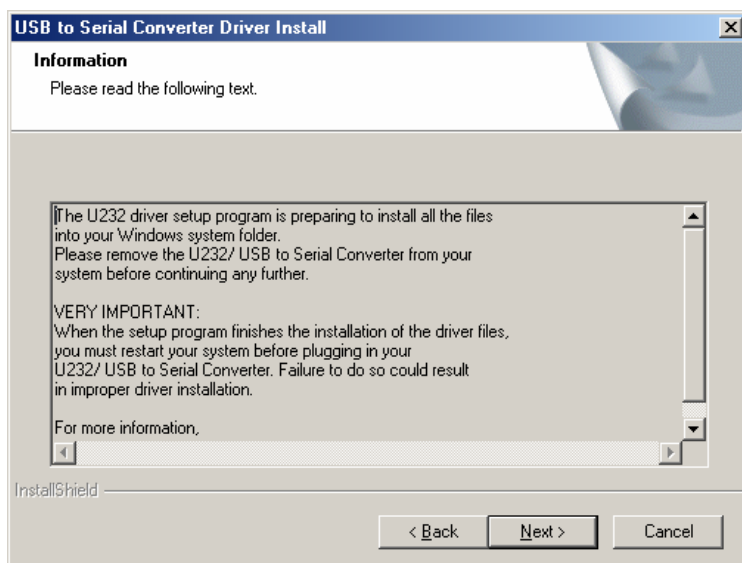 USB to Serial Converter Driver Install
Information
Please read the following text.
The U232 driver setup program is preparing to install all the files
into your Windows system folder.
Please remove the U232/ USB to Serial Converter from your
system before continuing any further.
VERY IMPORTANT:
When the setup program finishes the installation of the driver files,
you must restart your system before plugging in your
U232/ USB to Serial Converter. Failure to do so could result
in improper driver installation.
For more information,
InstallShield
< Back
Next >
Cancel